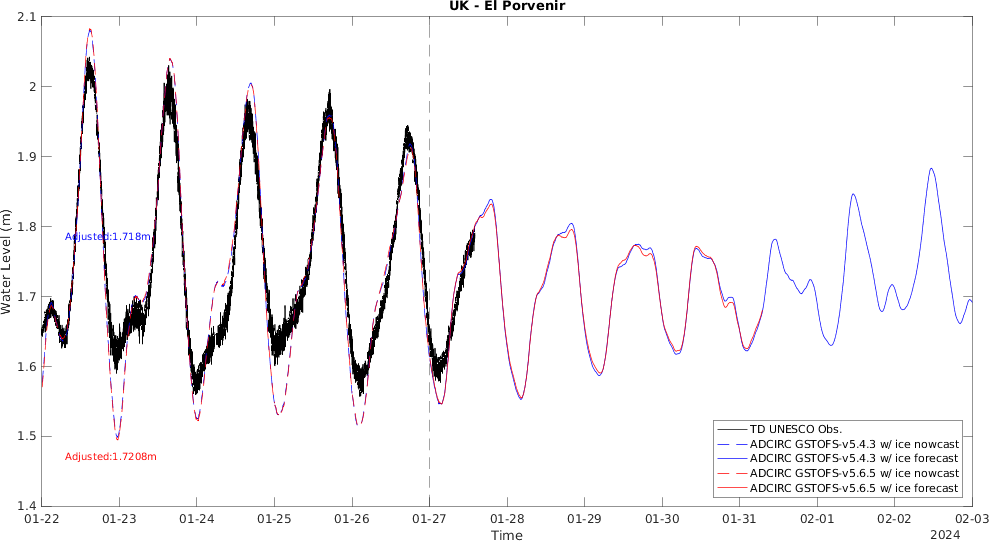 UK - El Porvenir
2.1
2
1.9
1.8
1.7
1.6
1.5
1.4
Water Level (m)
Adjusted:1.718m
Adjusted:1.7208m
TD UNESCO Obs.
ADCIRC GSTOFS-v5.4.3 w/ ice nowcast
ADCIRC GSTOFS-v5.4.3 w/ ice forecast
ADCIRC GSTOFS-v5.6.5 w/ ice nowcast
ADCIRC GSTOFS-v5.6.5 w/ ice forecast
01-22 01-23 01-24 01-25 01-26 01-27 01-28 01-29 01-30 01-31 02-01 02-02 02-03
Time
2024